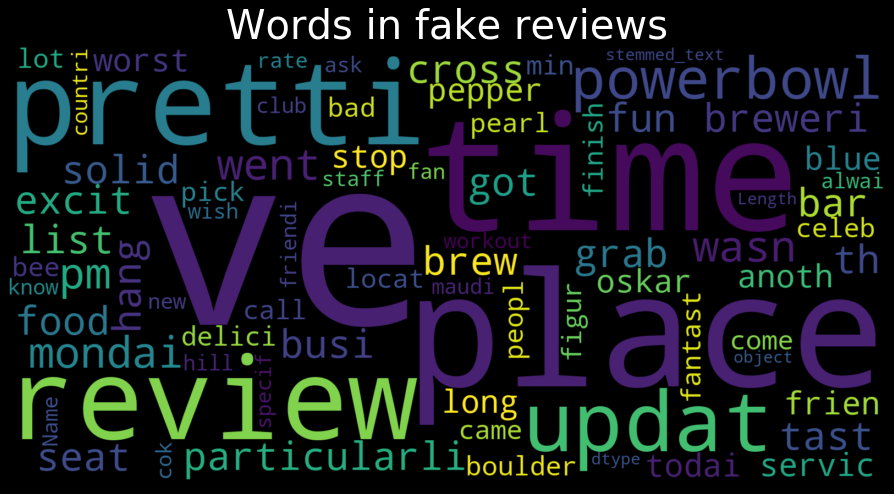 Words in fake reviews
lot
countri
worst
rate
ask
cross
min
stemmed_text
pretti
club
bad
pepper
powerbowl
pearl
finish
fun
breweri
solid
went
stop
time
staff
fan
got
blue
alwai
excit
pick
wish
Length
bar
celeb
list
ve
friendi
workout
brew
grab
wasn
th
bee
pm
hang
locat
maudi
oskar
anoth
know
new
call
place
peopl
figur
fantast
food
delici
busi
come
object
mondai
hill
specif
review
long
updat
frien
Name
came
tast
seat
cok
particularli
boulder
dtype
todai
servic